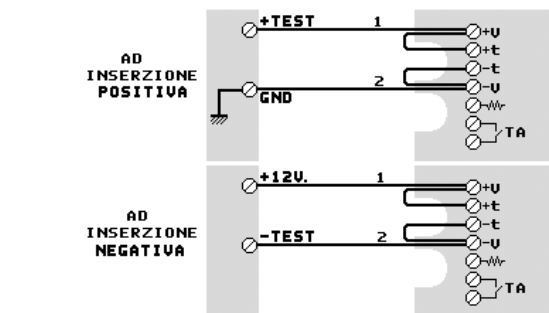 +TEST 1 +v
+t
AD
INSERZIONE
POSITIVA
-t
2 -v
GND
TA
+12V. 1 +v
+t
AD
INSERZIONE
NEGATIVA
-t
-TEST 2 -v
TA